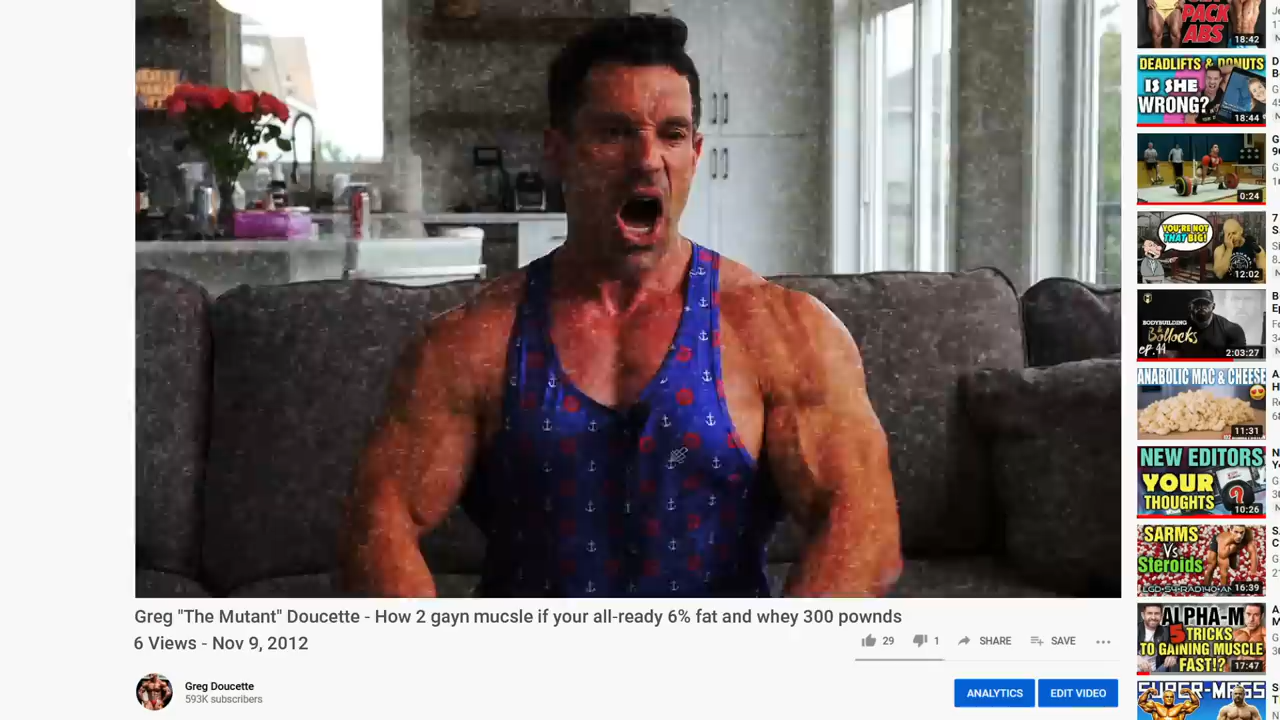 Greg "The Mutant" Doucette - How 2 gayn mucsle if your all-ready 6% fat and whey 300 pownds
6 Views - Nov 9, 2012
29
1
SHARE
SAVE
Greg Doucette
593K subscribers
ANALYTICS
EDIT VIDEO
PACK
ABS
18:42
DEADLIFTS & DONUTS
IS SHE
WRONG?
18:44
0:24
YOU'RE NOT
THAT BIG!
12:02
BODYBUILDING
& Bollocks
EP. 44
2:03:27
ANABOLIC MAC & CHEESE
11:31
NEW EDITORS
YOUR
THOUGHTS
10:26
SARMS
Vs
Steroids
16:39
ALPHA-M
5 TRICKS
TO GAINING MUSCLE
FAST!?
17:47
SUPER-MASS